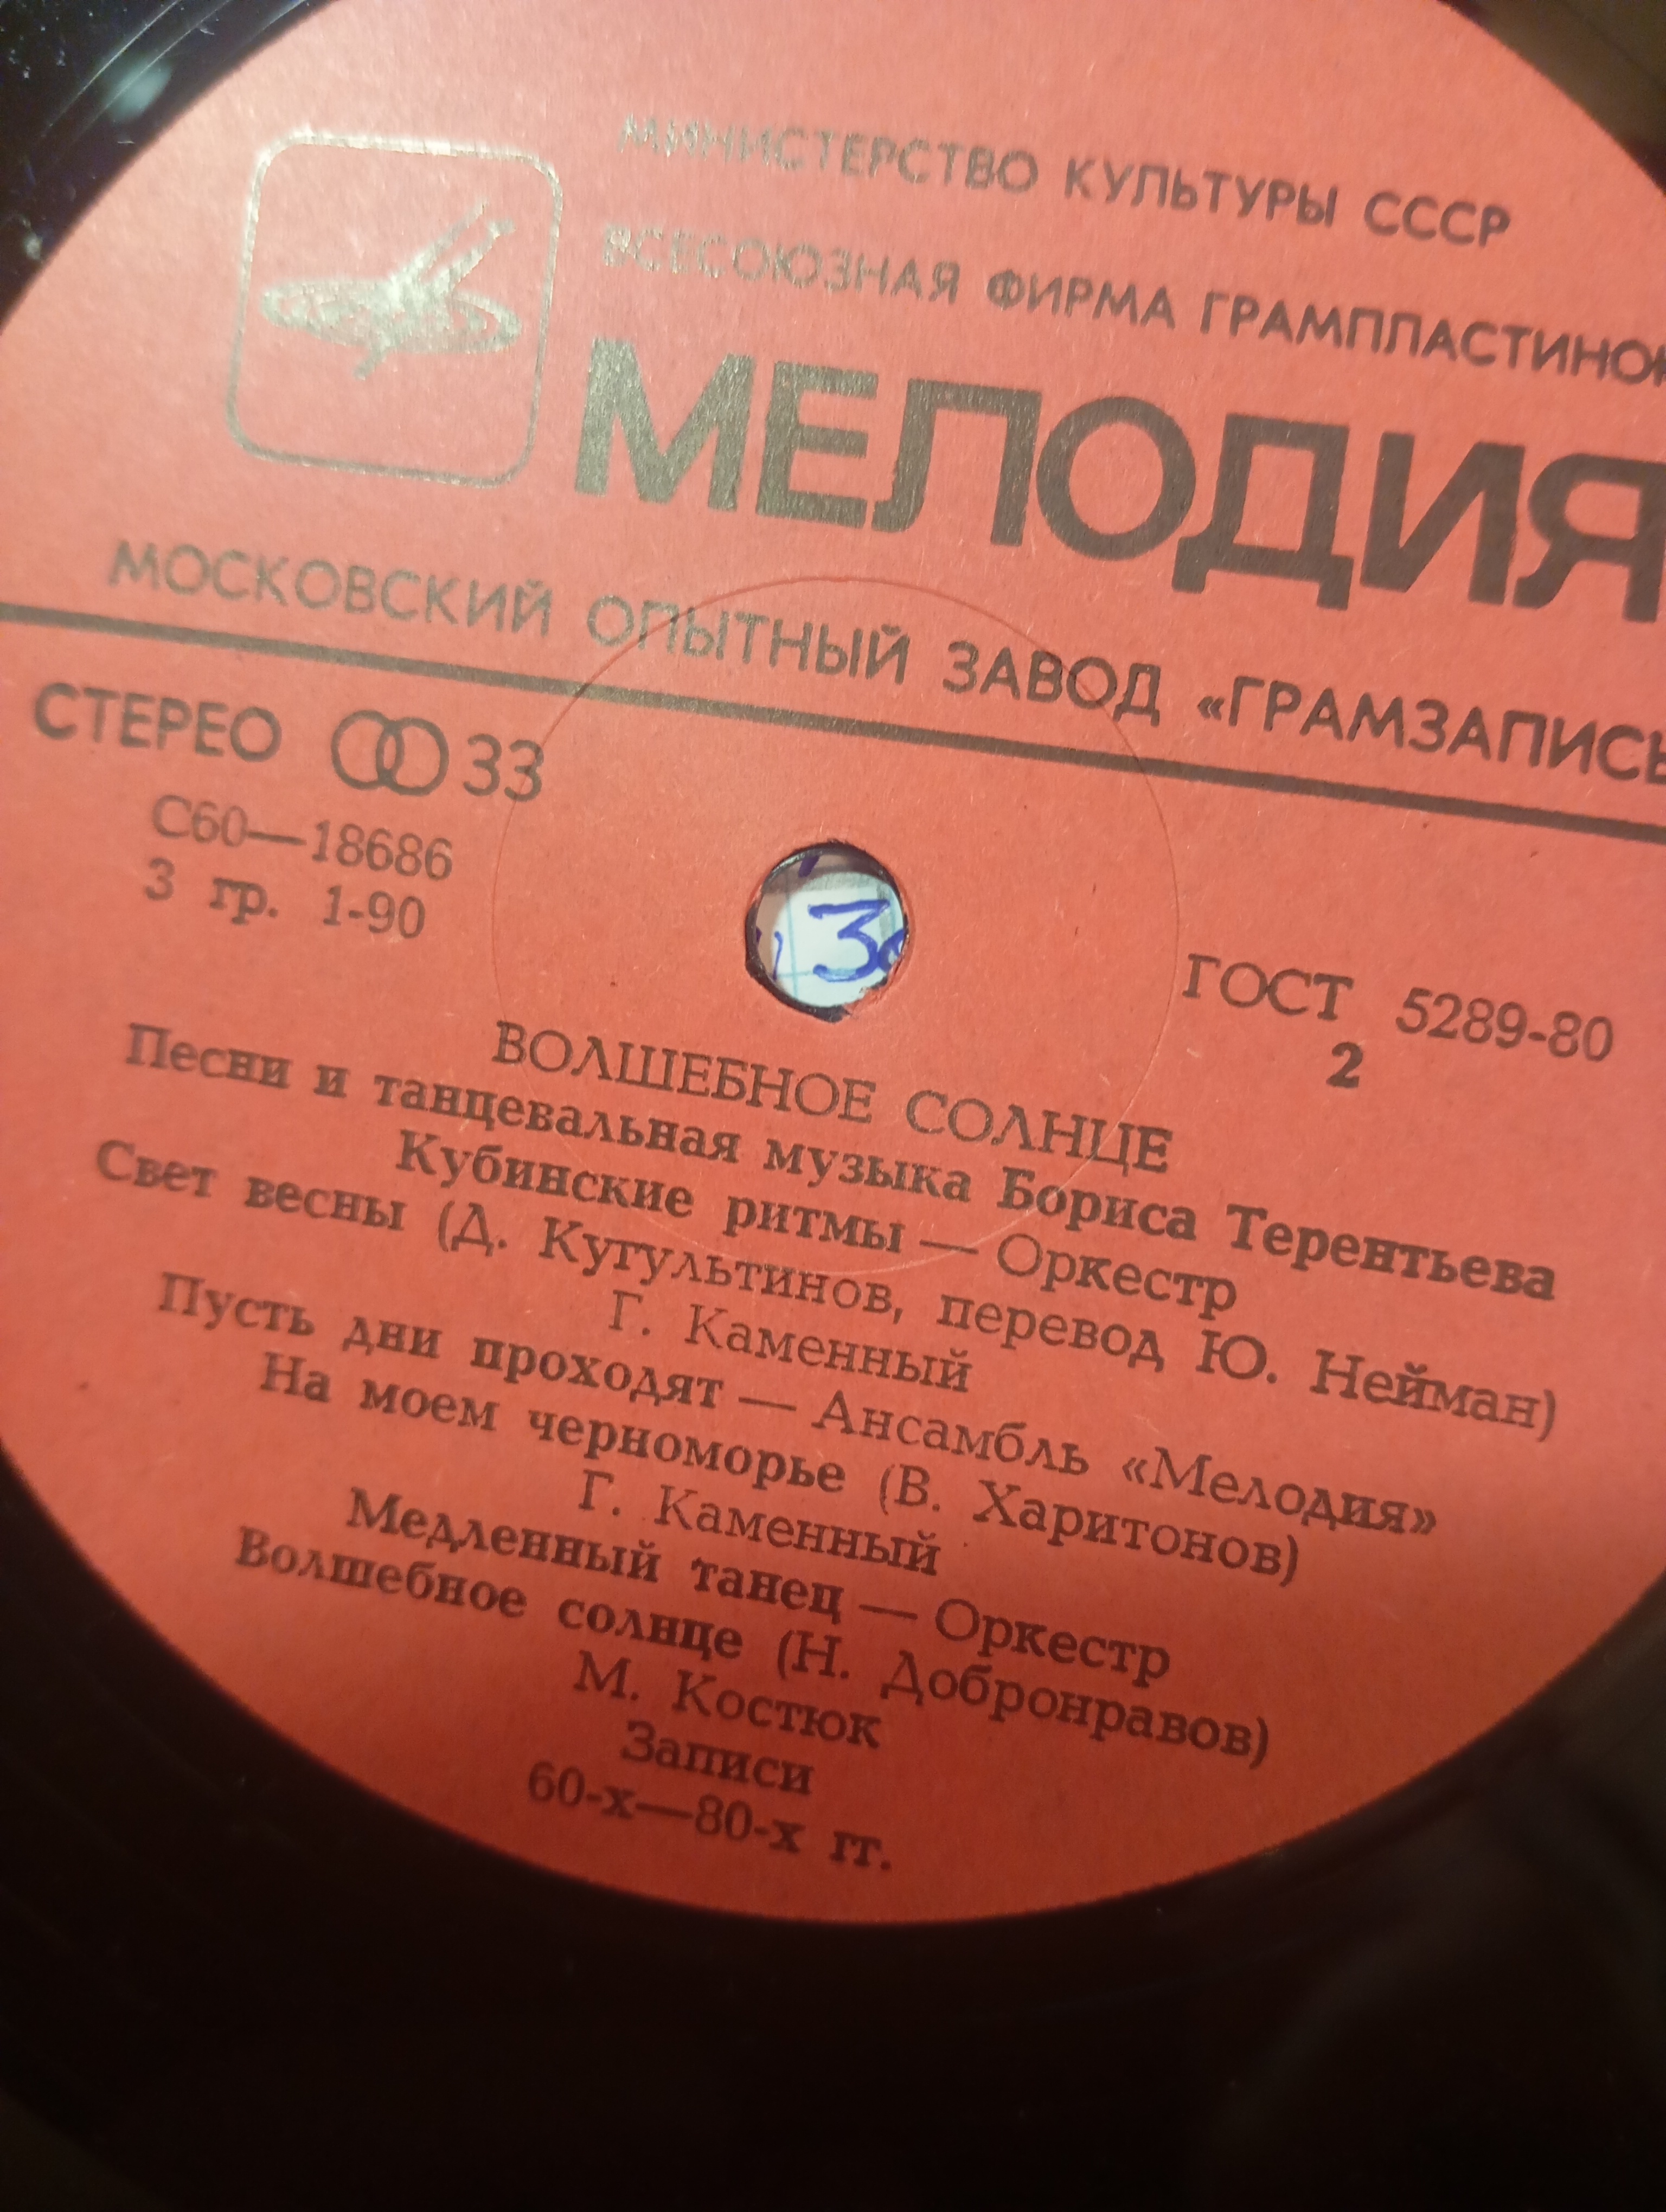 МИНИСТЕРСТВО КУЛЬТУРЫ СССР
ВСЕСОЮЗНАЯ ФИРМА ГРАМПЛАСТИНОК
МЕЛОДИЯ
МОСКОВСКИЙ ОПЫТНЫЙ ЗАВОД «ГРАМЗАПИСЬ
СТЕРЕО 33
С60—18686
3 гр. 1-90
3
ГОСТ 5289-80
2
ВОЛШЕБНОЕ СОЛНЦЕ
Песни и танцевальная музыка Бориса Терентьева
Кубинские ритмы — Оркестр
Свет весны (Д. Кугультинов, перевод Ю. Нейман)
Г. Каменный
Пусть дни проходят — Ансамбль «Мелодия»
На моем черноморье (В. Харитонов)
Г. Каменный
Медленный танец — Оркестр
Волшебное солнце (Н. Добронравов)
М. Костюк
Записи
60-х—80-х гг.